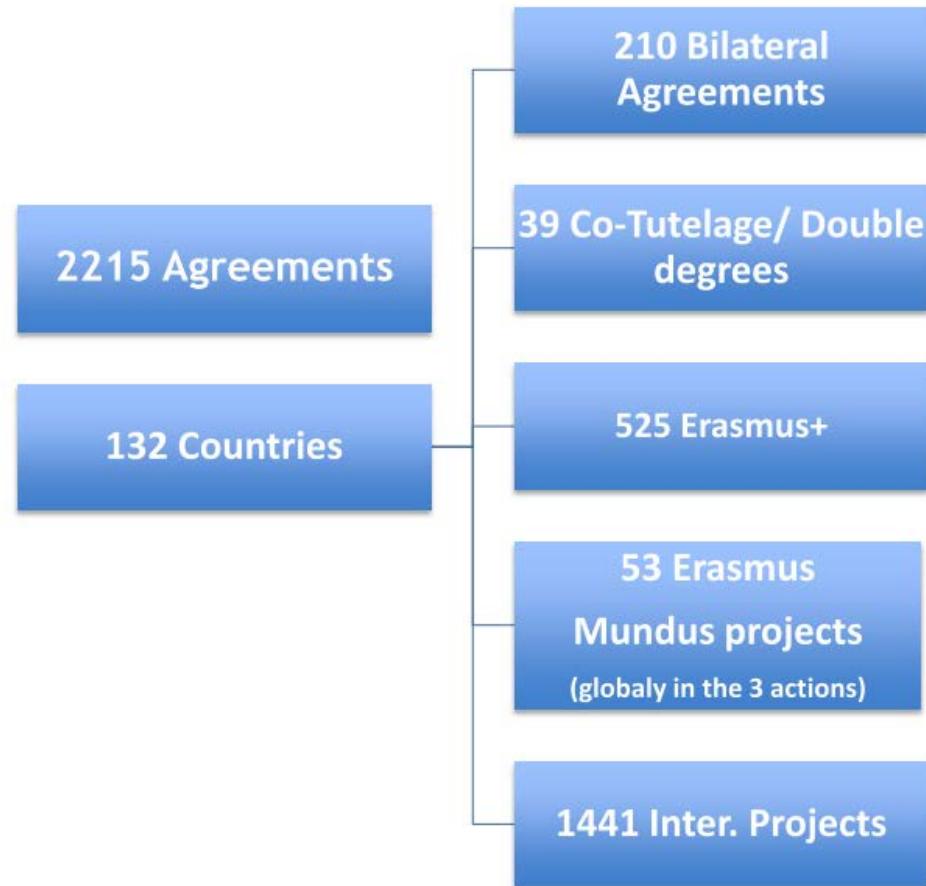 2215 Agreements
132 Countries
210 Bilateral
Agreements
39 Co-Tutelage/ Double
degrees
525 Erasmus+
53 Erasmus
Mundus projects
(globaly in the 3 actions)
1441 Inter. Projects